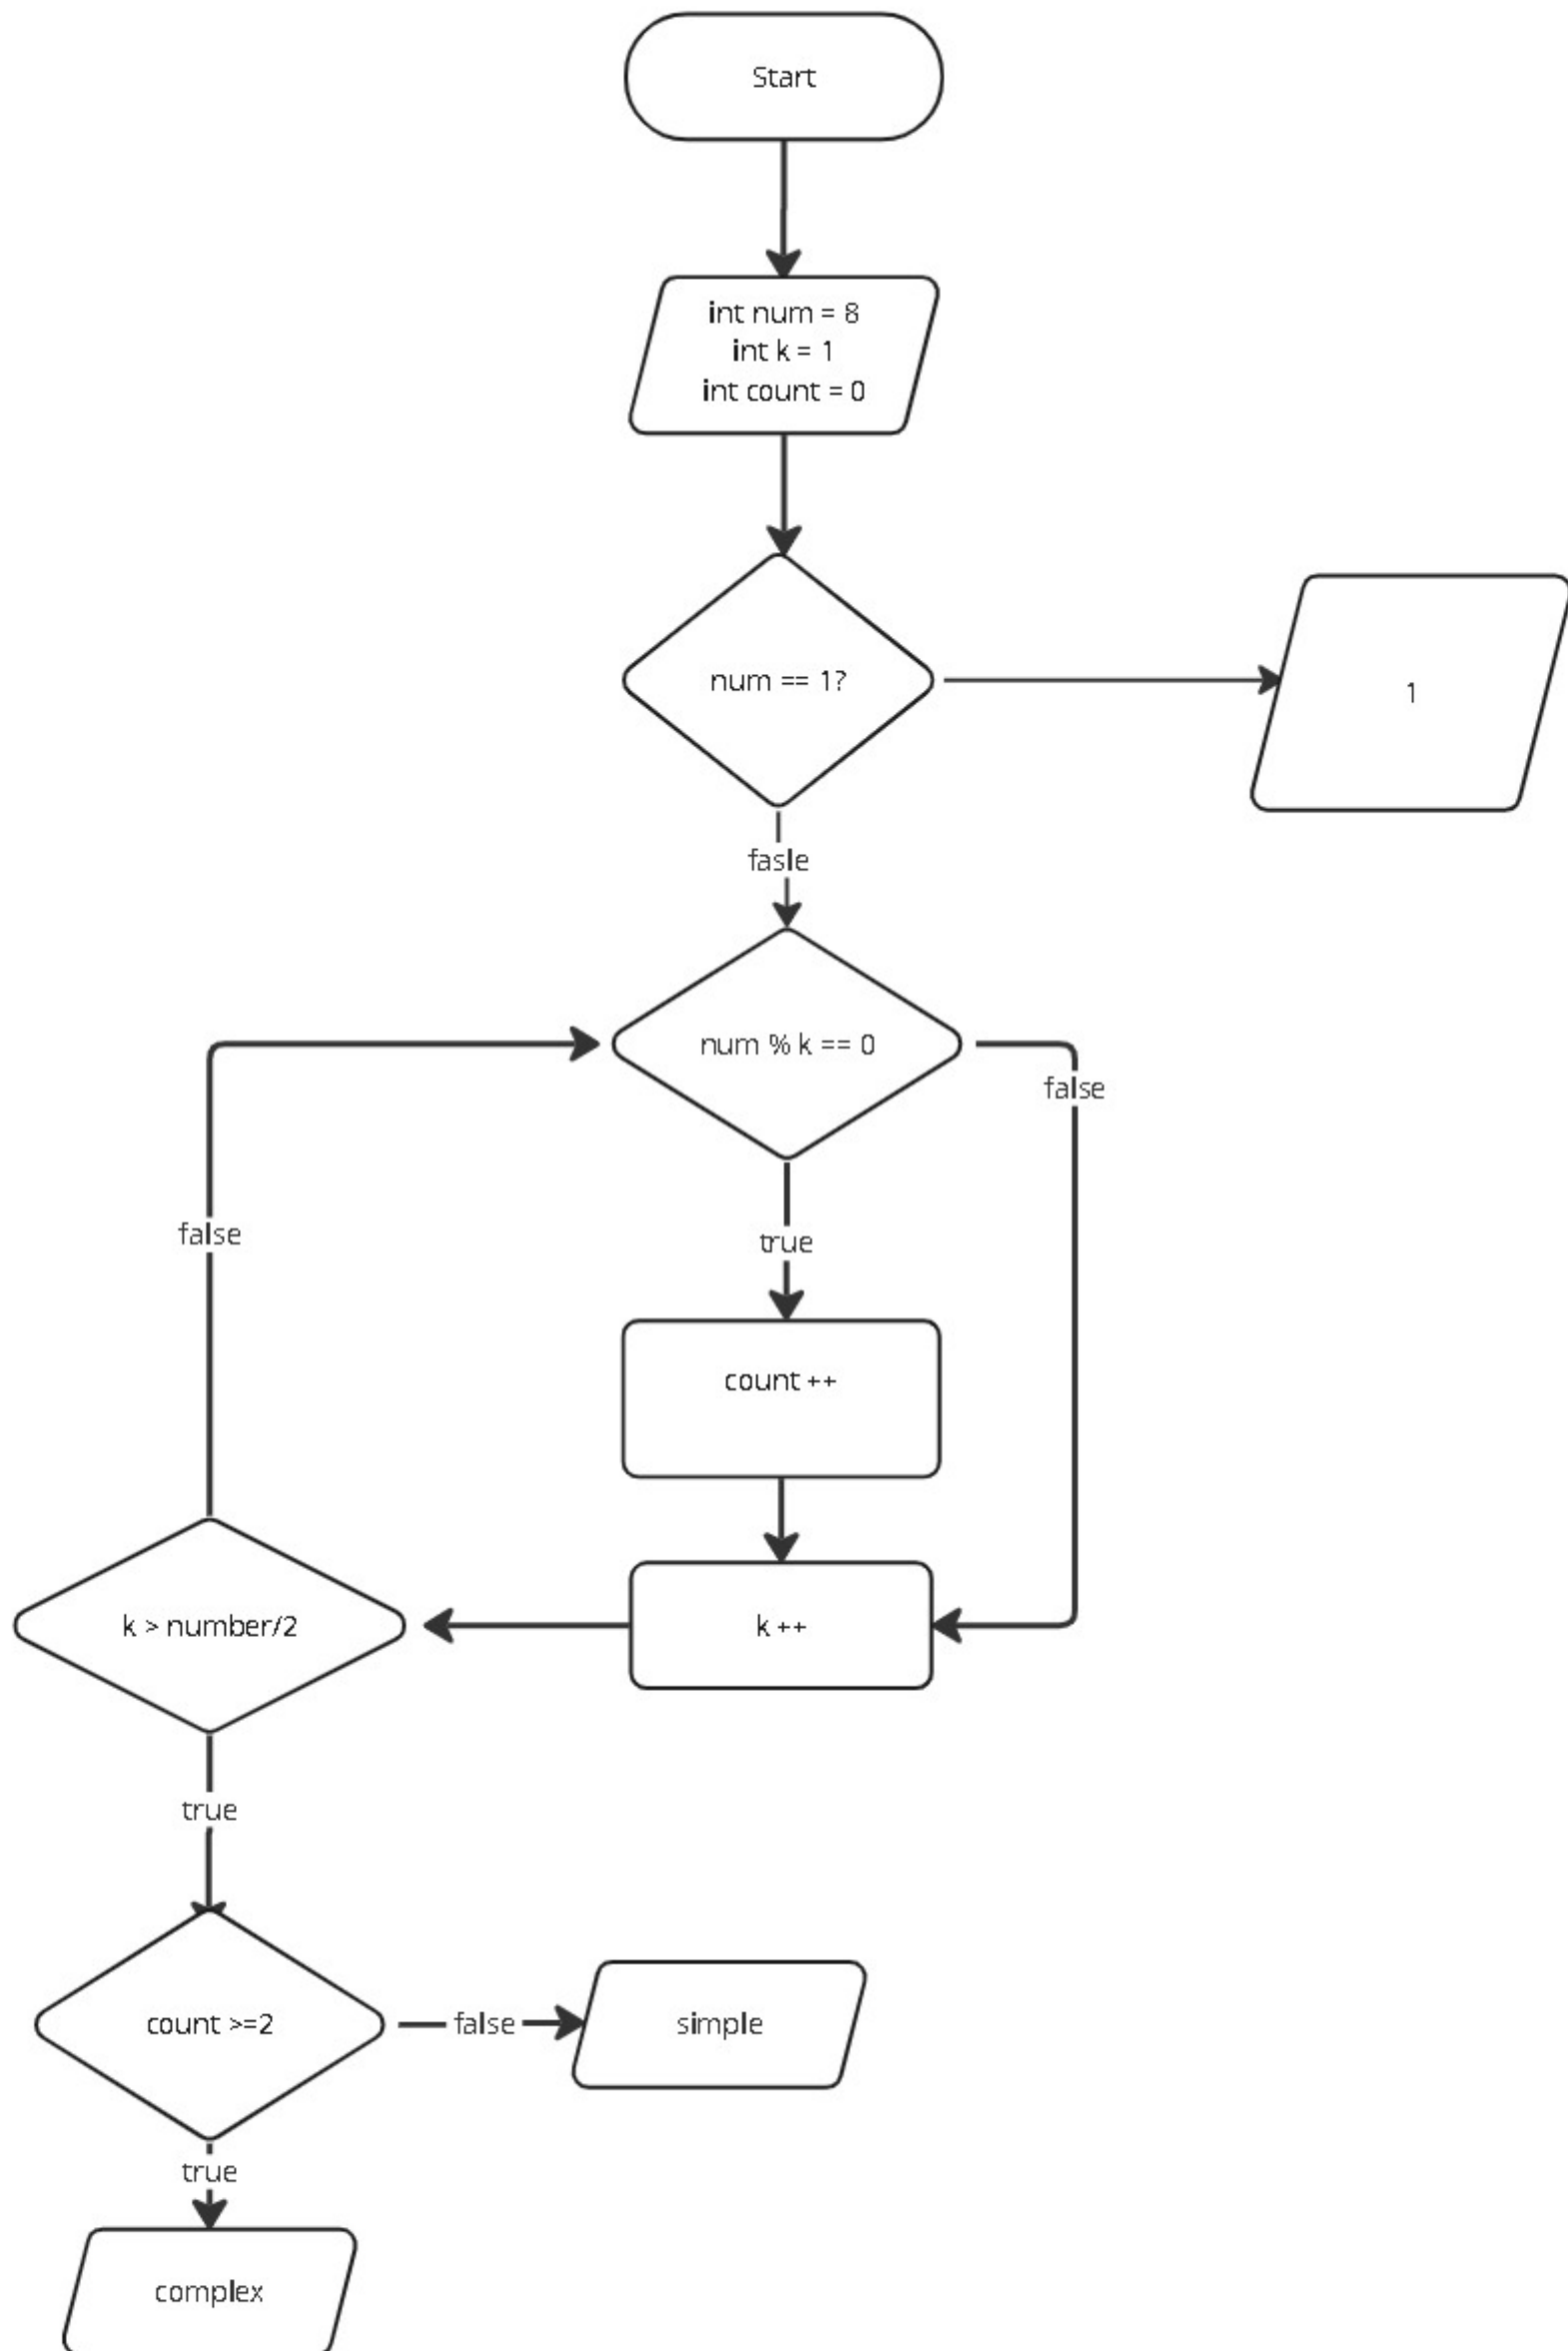 Start
int num = 8
int k = 1
int count = 0
num == 1?
1
fasle
num % k == 0
false
false
true
count ++
k > number/2
k ++
true
count >=2
false
simple
true
complex